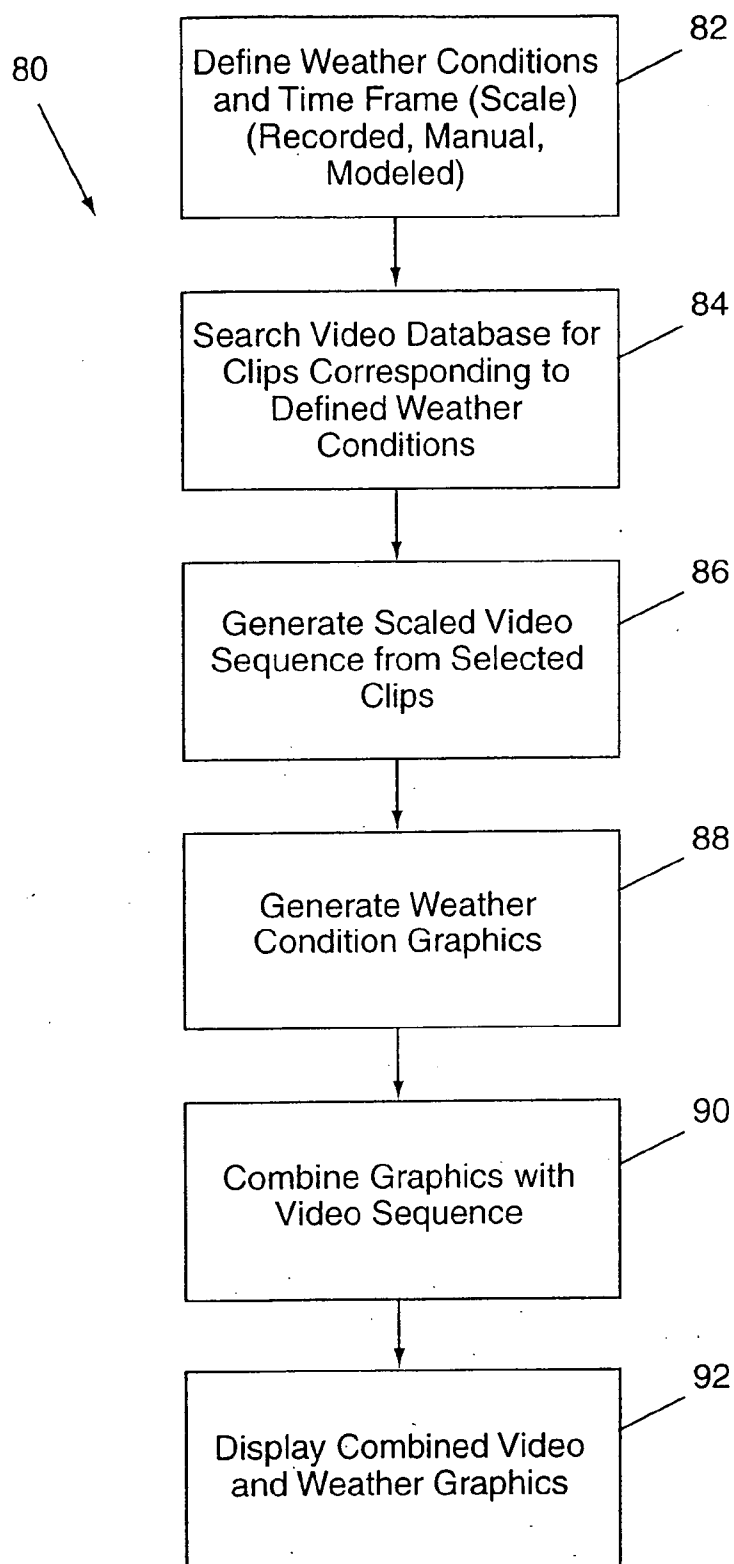 80
82
Define Weather Conditions
and Time Frame (Scale)
(Recorded, Manual,
Modeled)
84
Search Video Database for
Clips Corresponding to
Defined Weather
Conditions
86
Generate Scaled Video
Sequence from Selected
Clips
88
Generate Weather
Condition Graphics
90
Combine Graphics with
Video Sequence
92
Display Combined Video
and Weather Graphics